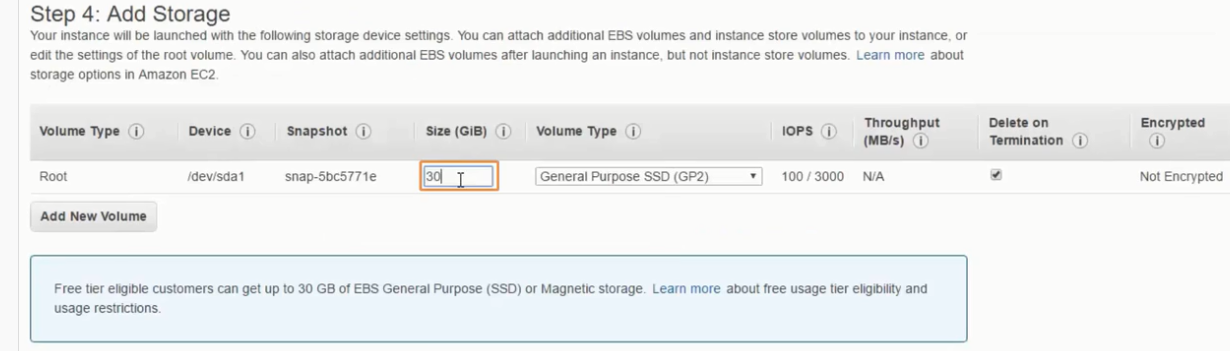 Step 4: Add Storage
Your instance will be launched with the following storage device settings. You can attach additional EBS volumes and instance store volumes to your instance, or
edit the settings of the root volume. You can also attach additional EBS volumes after launching an instance, but not instance store volumes. Learn more about
storage options in Amazon EC2.
Volume Type i Device i Snapshot i Size (GiB) i Volume Type i IOPS i Throughput (MB/s) i Delete on Termination i Encrypted i
Root /dev/sda1 snap-5bc5771e 30 General Purpose SSD (GP2) 100 / 3000 N/A Not Encrypted
Add New Volume
Free tier eligible customers can get up to 30 GB of EBS General Purpose (SSD) or Magnetic storage. Learn more about free usage tier eligibility and
usage restrictions.